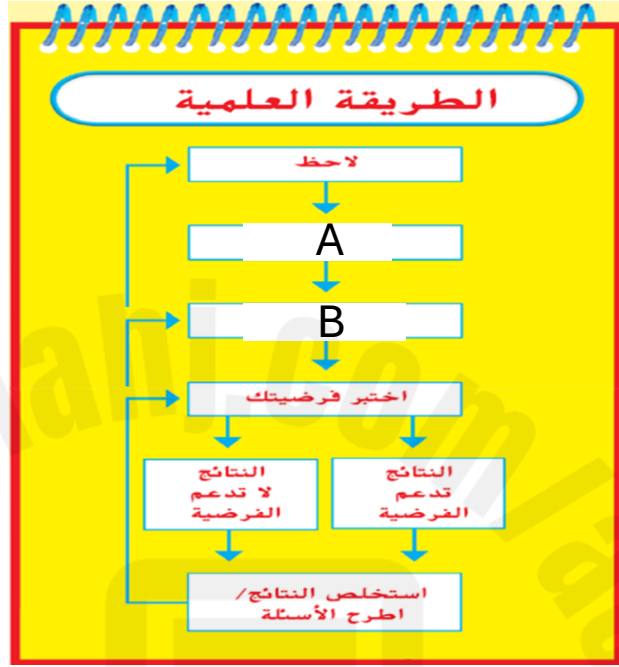 الطريقة العلمية
لاحظ
A
B
اختبر فرضيتك
النتائج
تدعم
الفرضية
النتائج
لا تدعم
الفرضية
استخلص النتائج/
اطرح الأسئلة